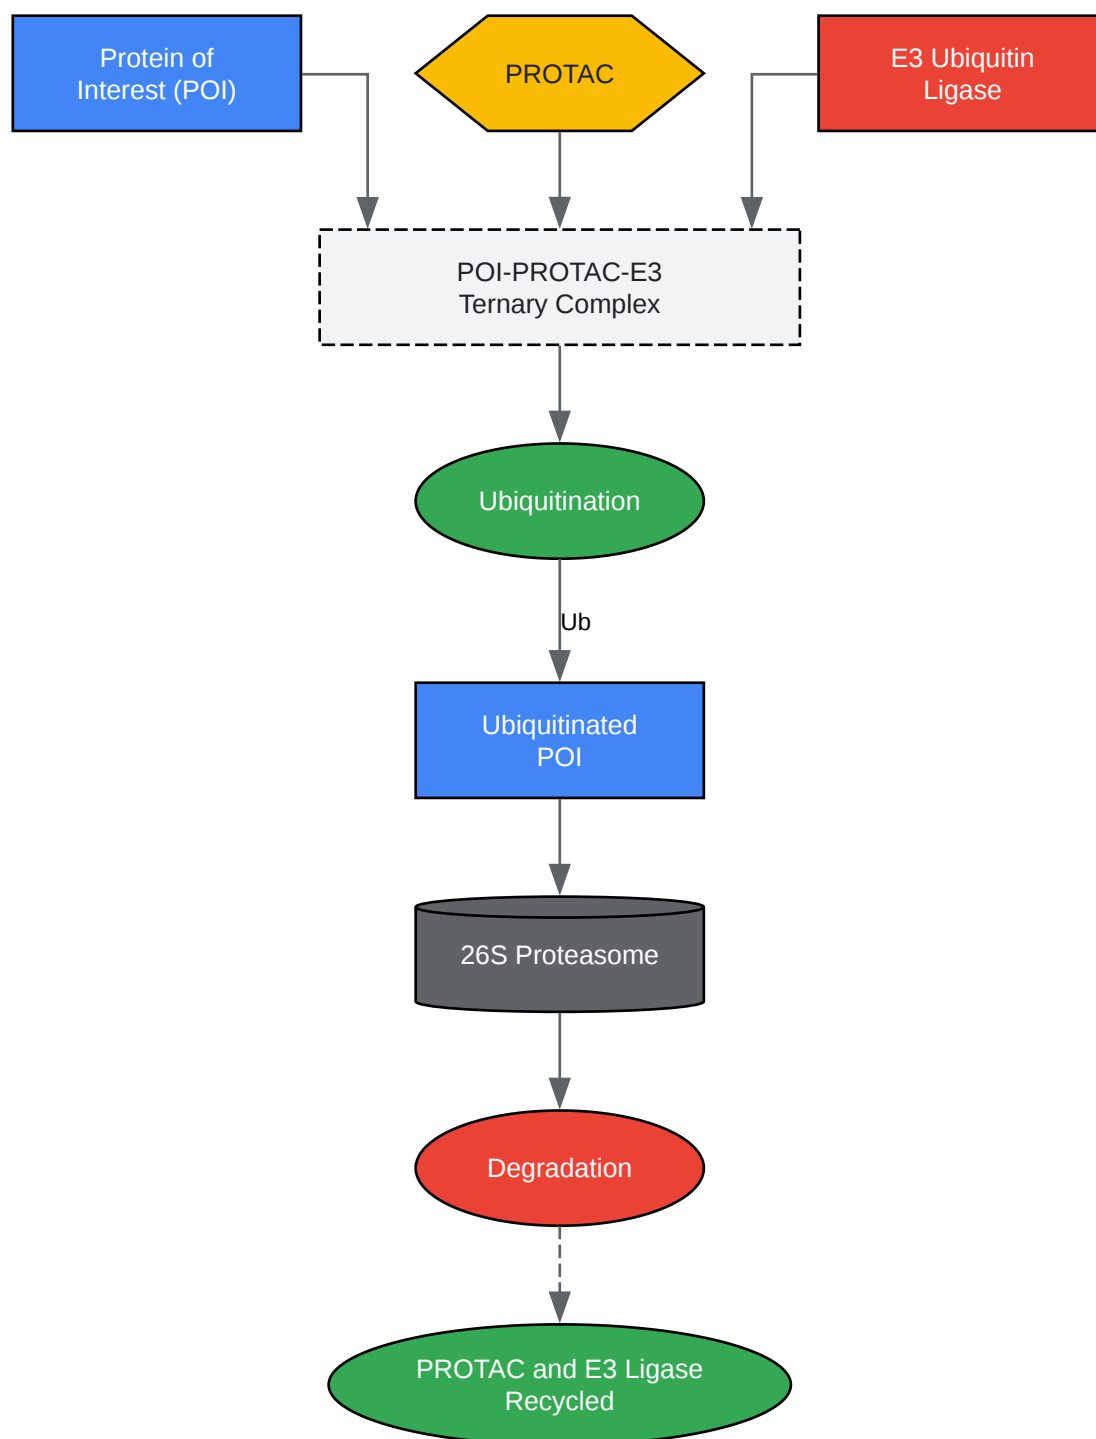 Protein of
Interest (POI)
PROTAC
E3 Ubiquitin
Ligase
POI-PROTAC-E3
Ternary Complex
Ubiquitination
Ub
Ubiquitinated
POI
26S Proteasome
Degradation
PROTAC and E3 Ligase
Recycled